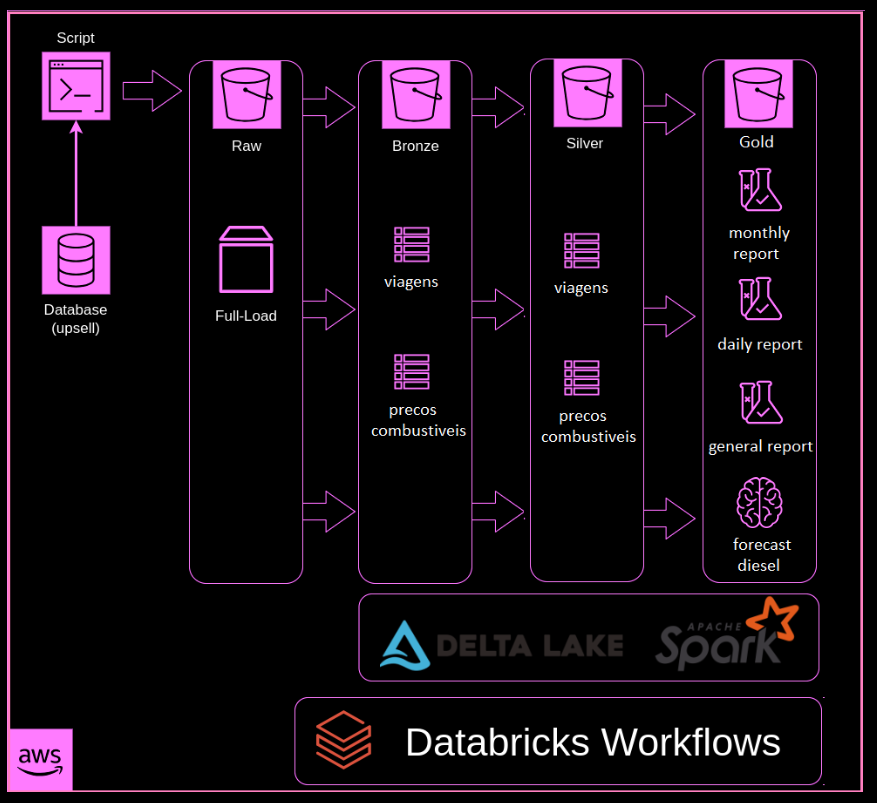 Script
Raw
Bronze
Silver
Gold
Database
(upsell)
Full-Load
viagens
precos
combustiveis
viagens
precos
combustiveis
monthly
report
daily report
general report
forecast
diesel
DELTA LAKE
APACHE
Spark
Databricks Workflows
aws